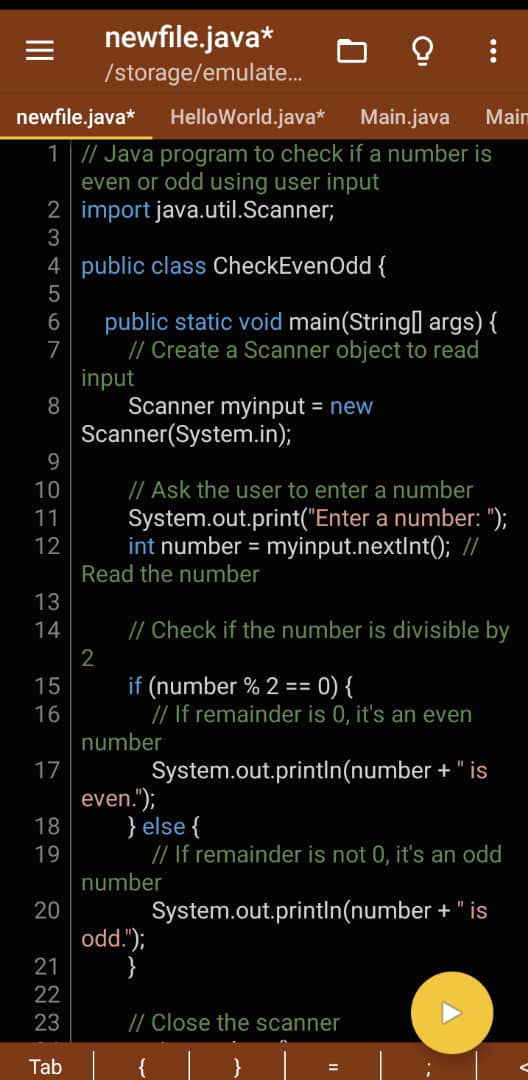 newfile.java*
/storage/emulate...
newfile.java* HelloWorld.java* Main.java Main
1 // Java program to check if a number is
even or odd using user input
2 import java.util.Scanner;
3
4 public class CheckEvenOdd {
5
6 public static void main(String[] args) {
7 // Create a Scanner object to read
input
8 Scanner myinput = new
Scanner(System.in);
9
10 // Ask the user to enter a number
11 System.out.print("Enter a number: ");
12 int number = myinput.nextInt(); //
Read the number
13
14 // Check if the number is divisible by
2
15 if (number % 2 == 0) {
16 // If remainder is 0, it's an even
number
17 System.out.println(number + " is
even.");
18 } else {
19 // If remainder is not 0, it's an odd
number
20 System.out.println(number + " is
odd.");
21 }
22
23 // Close the scanner
Tab { } = ; <